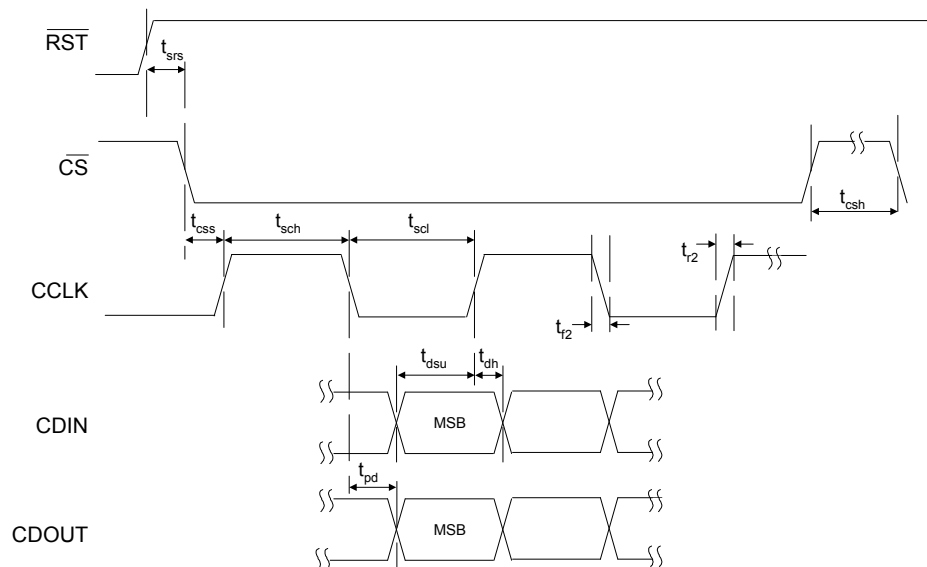 RST
t_srs
CS
t_csh
t_css
t_sch
t_scl
t_r2
CCLK
t_f2
t_dsu
t_dh
CDIN
MSB
t_pd
CDOUT
MSB